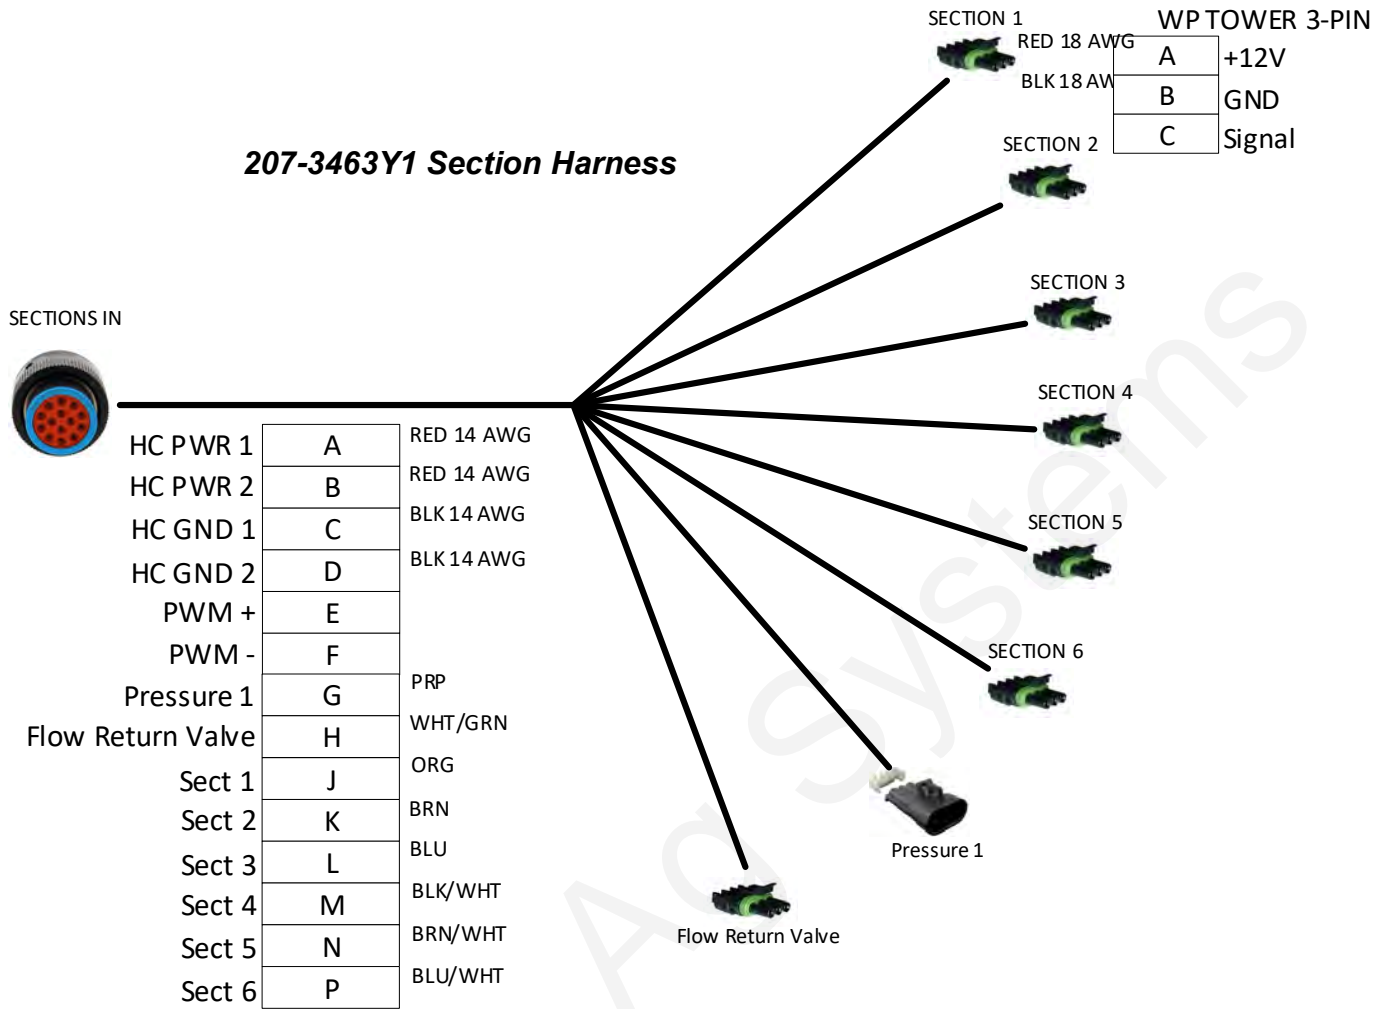 SECTION 1
WP TOWER 3-PIN
RED 18 AWG
A +12V
BLK 18 AW
B GND
C Signal
207-3463Y1 Section Harness
SECTION 2
SECTION 3
SECTIONS IN
SECTION 4
HC PWR 1 A RED 14 AWG
HC PWR 2 B RED 14 AWG
HC GND 1 C BLK 14 AWG
SECTION 5
HC GND 2 D BLK 14 AWG
PWM + E
PWM - F
SECTION 6
Pressure 1 G PRP
Flow Return Valve H WHT/GRN
Sect 1 J ORG
Sect 2 K BRN
Sect 3 L BLU
Pressure 1
Sect 4 M BLK/WHT
Sect 5 N BRN/WHT
Flow Return Valve
Sect 6 P BLU/WHT
Ag Systems